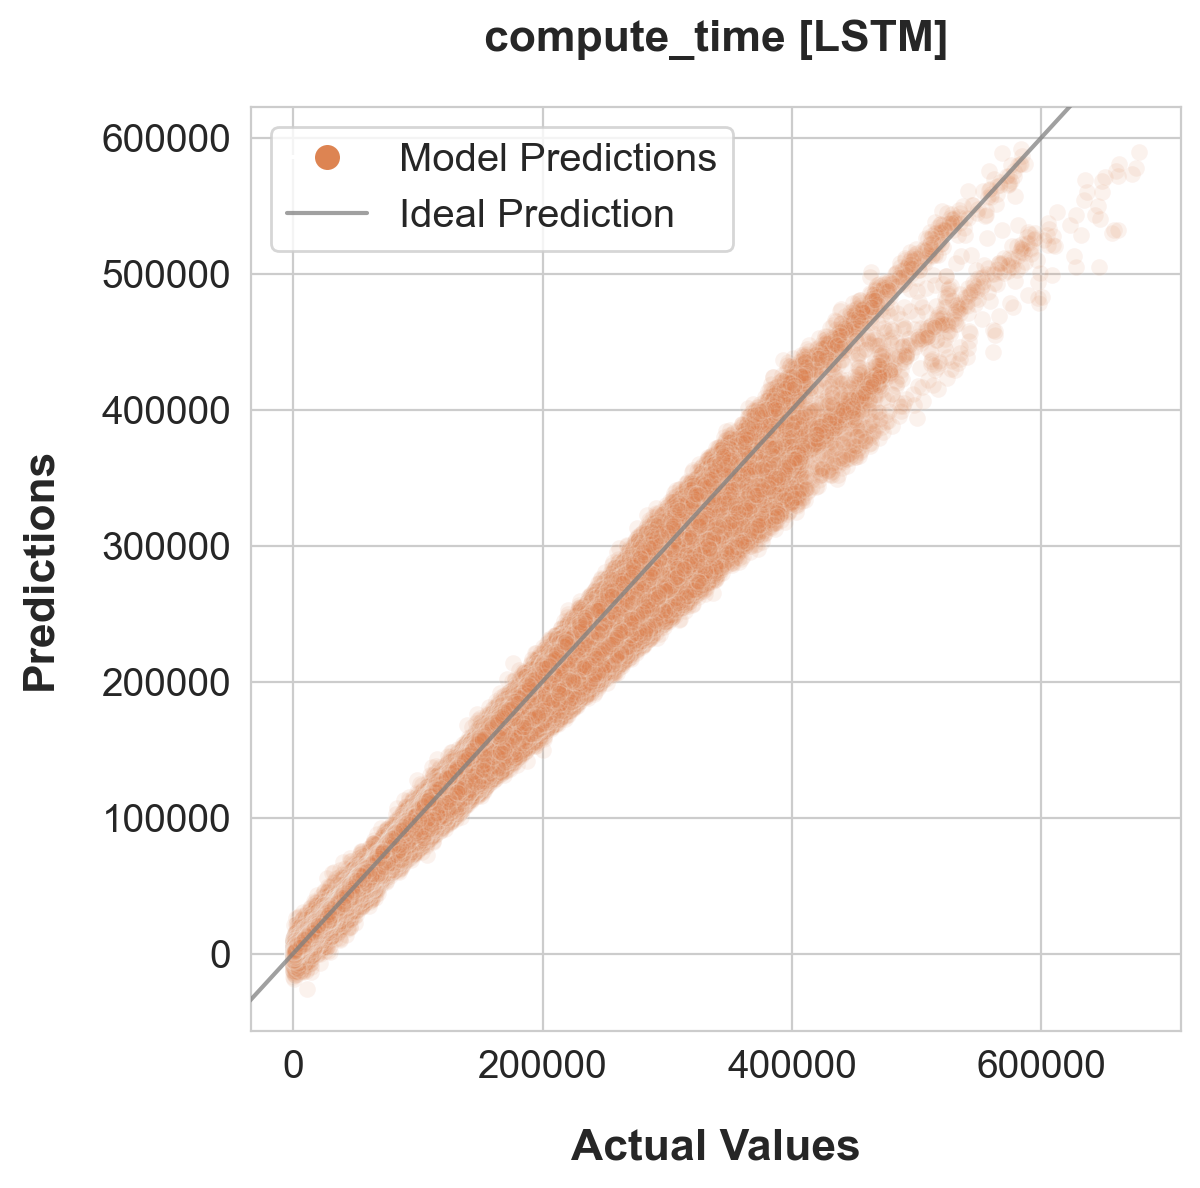 compute_time [LSTM]
Model Predictions
Ideal Prediction
Predictions
600000
500000
400000
300000
200000
100000
0
0 200000 400000 600000
Actual Values